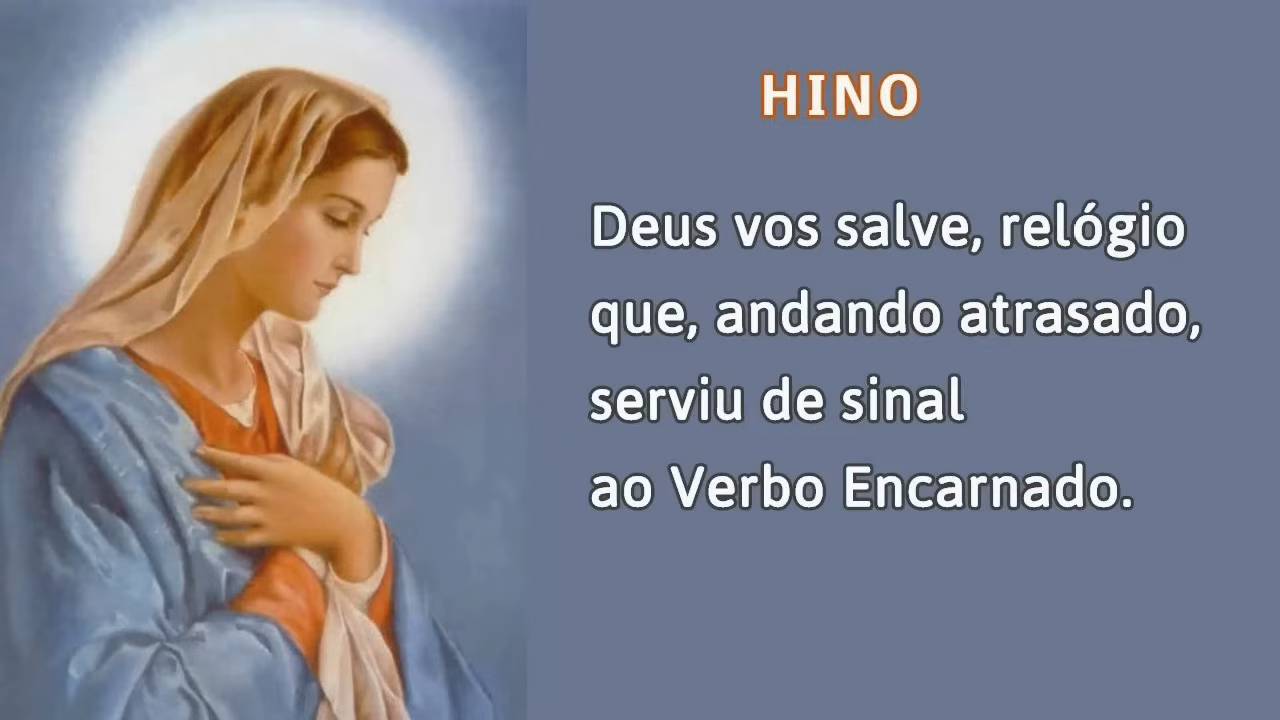 HINO
Deus vos salve, relógio
que, andando atrasado,
serviu de sinal
ao Verbo Encarnado.